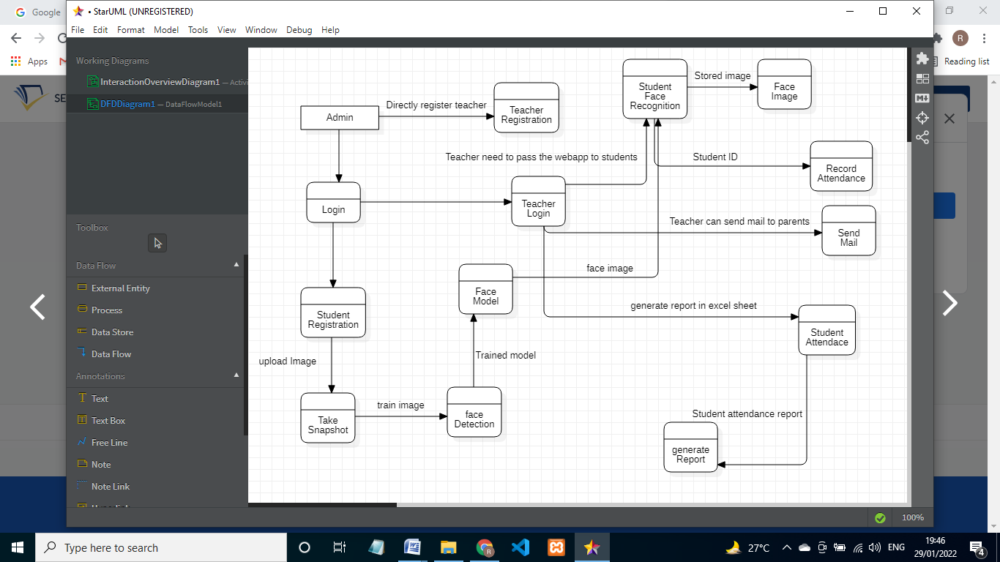 Google
StarUML (UNREGISTERED)
File Edit Format Model Tools View Window Debug Help
R
Apps
Reading list
Working Diagrams
InteractionOverviewDiagram1 — Activi
DFDDiagram1 — DataFlowModel1
SE
Toolbox
Data Flow
External Entity
Process
Data Store
Data Flow
Annotations
Text
Text Box
Free Line
Note
Note Link
Admin
Directly register teacher
Teacher
Registration
Student
Face
Recognition
Stored image
Face
Image
Teacher need to pass the webapp to students
Student ID
Record
Attendance
Login
Teacher
Login
Teacher can send mail to parents
Send
Mail
face image
Face
Model
generate report in excel sheet
Student
Registration
Student
Attendace
upload Image
Trained model
train image
Take
Snapshot
face
Detection
Student attendance report
generate
Report
100%
Type here to search
27°C
ENG
19:46
29/01/2022
4